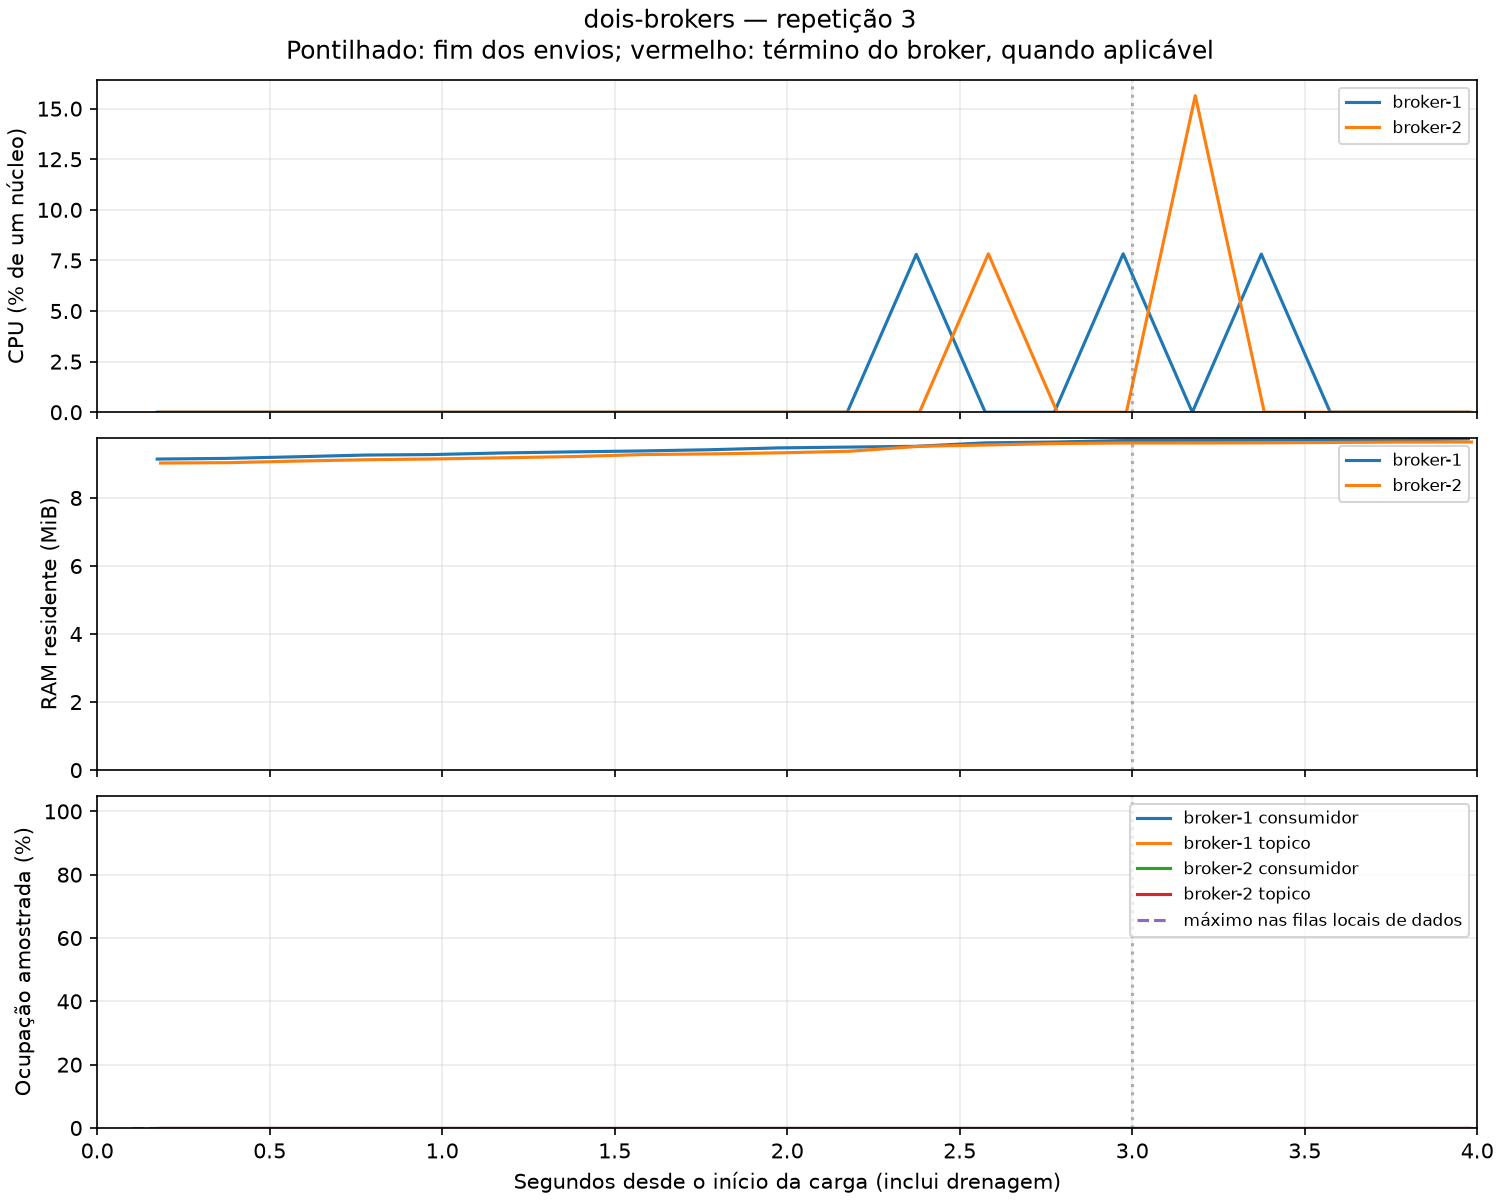 dois-brokers — repetição 3
Pontilhado: fim dos envios; vermelho: término do broker, quando aplicável
CPU (% de um núcleo)
15.0
12.5
10.0
7.5
5.0
2.5
0.0
broker-1
broker-2
RAM residente (MiB)
8
6
4
2
0
broker-1
broker-2
Ocupação amostrada (%)
100
80
60
40
20
0
broker-1 consumidor
broker-1 topico
broker-2 consumidor
broker-2 topico
máximo nas filas locais de dados
0.0 0.5 1.0 1.5 2.0 2.5 3.0 3.5 4.0
Segundos desde o início da carga (inclui drenagem)